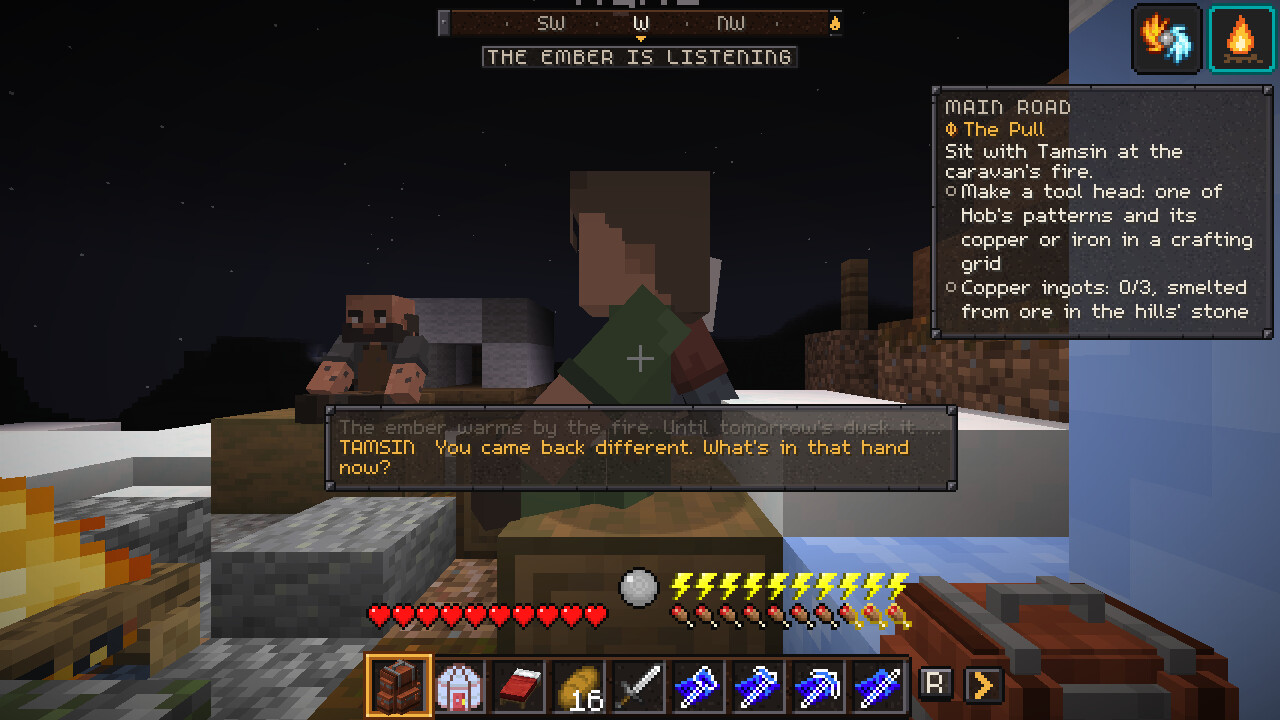 SW W NW
THE EMBER IS LISTENING
MAIN ROAD
The Pull
Sit with Tamsin at the
caravan's fire.
Make a tool head: one of
Hob's patterns and its
copper or iron in a crafting
grid
Copper ingots: 0/3, smelted
from ore in the hills' stone
The ember warms by the fire. Until tomorrow's dusk it ...
TAMSIN You came back different. What's in that hand
now?
16
R